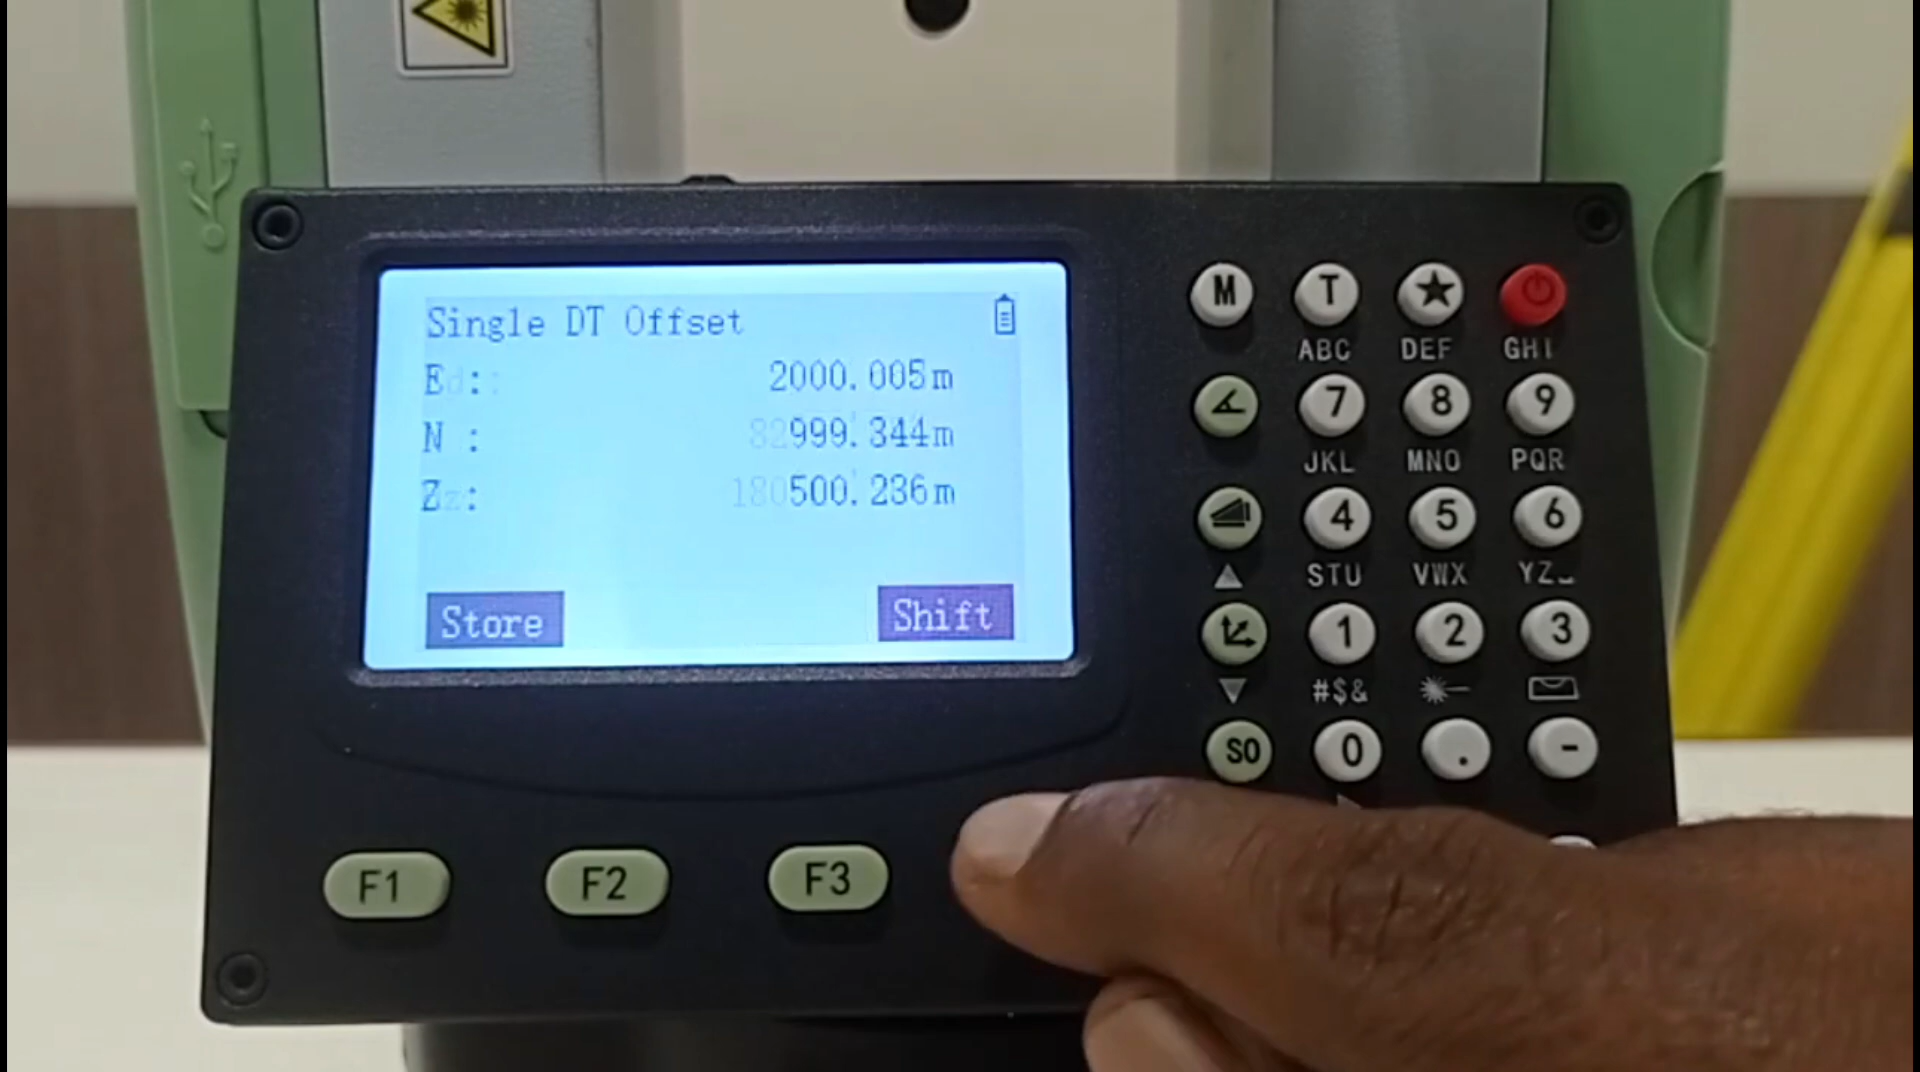 Single DT Offset
E : 2000.005m
N : 999.344m
Z : 500.236m
Store Shift
M T ★
ABC DEF GHI
7 8 9
JKL MNO PQR
4 5 6
STU VWX YZ_
1 2 3
#$&
SO 0 . -
F1 F2 F3